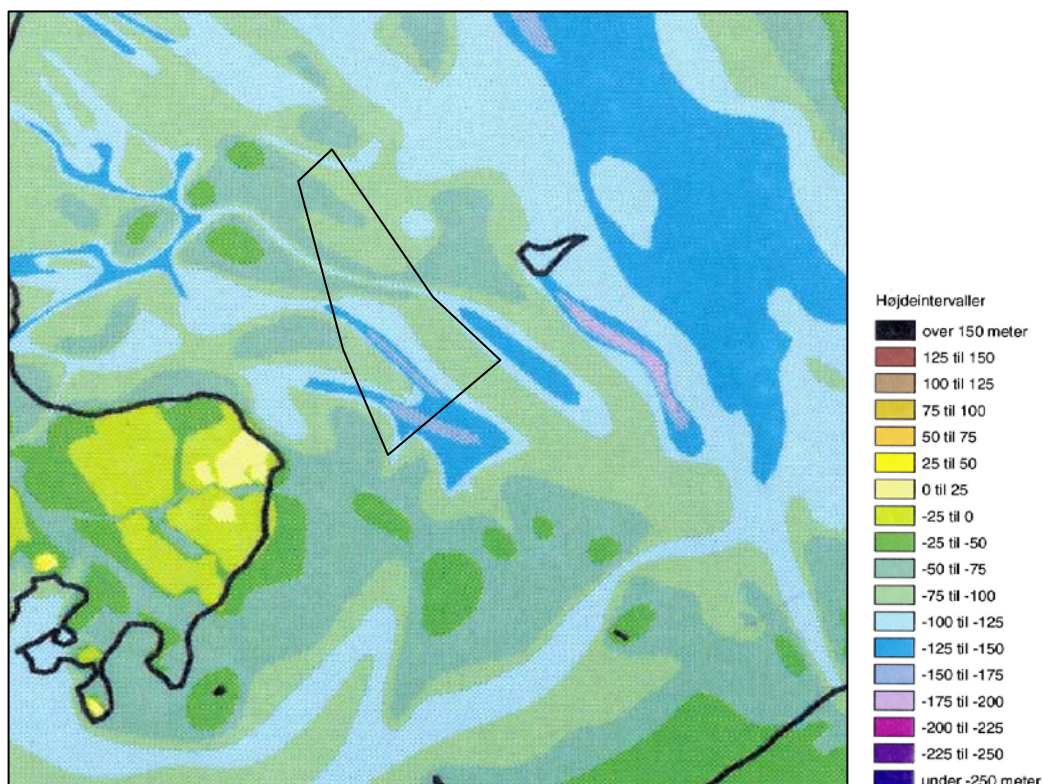 Højdeintervaller
over 150 meter
125 til 150
100 til 125
75 til 100
50 til 75
25 til 50
0 til 25
-25 til 0
-25 til -50
-50 til -75
-75 til -100
-100 til -125
-125 til -150
-150 til -175
-175 til -200
-200 til -225
-225 til -250
under -250 meter